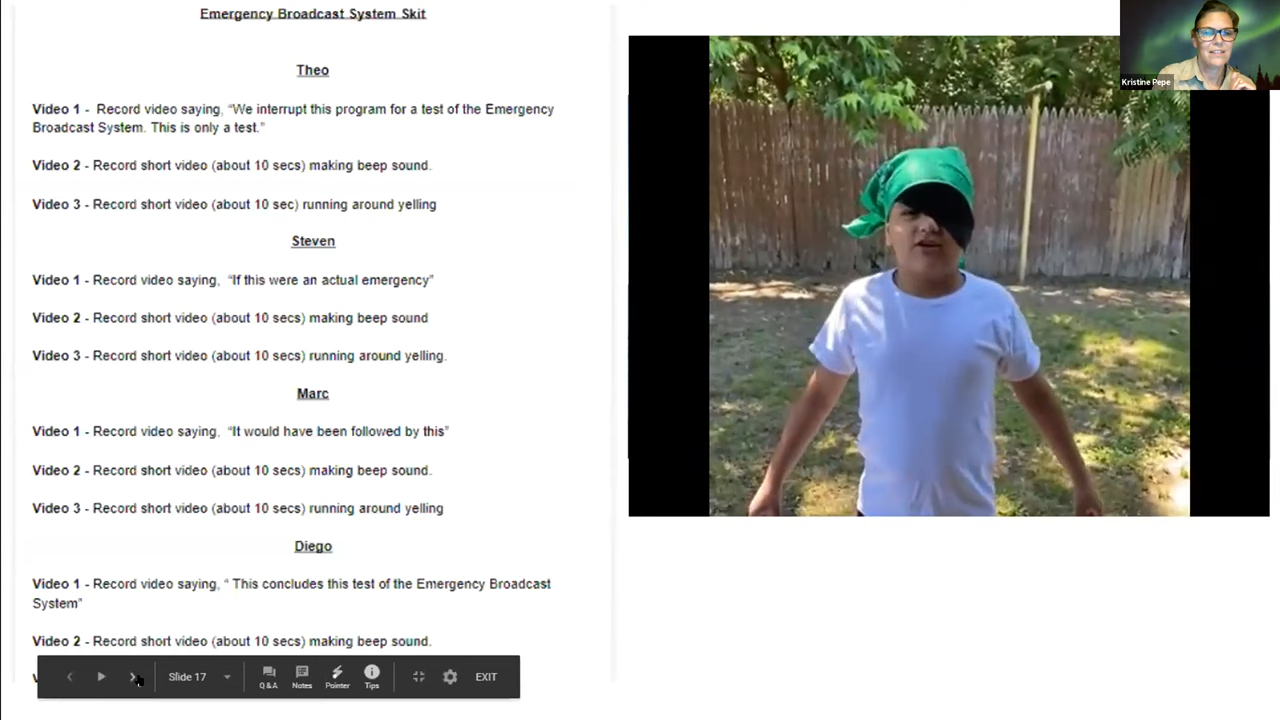 Emergency Broadcast System Skit
Theo
Video 1 - Record video saying, “We interrupt this program for a test of the Emergency
Broadcast System. This is only a test.”
Video 2 - Record short video (about 10 secs) making beep sound.
Video 3 - Record short video (about 10 sec) running around yelling
Steven
Video 1 - Record video saying, “If this were an actual emergency”
Video 2 - Record short video (about 10 secs) making beep sound
Video 3 - Record short video (about 10 secs) running around yelling.
Marc
Video 1 - Record video saying, “It would have been followed by this”
Video 2 - Record short video (about 10 secs) making beep sound.
Video 3 - Record short video (about 10 secs) running around yelling
Diego
Video 1 - Record video saying, “ This concludes this test of the Emergency Broadcast
System”
Video 2 - Record short video (about 10 secs) making beep sound.
Slide 17
Q&A
Notes
Pointer
Tips
EXIT
Kristine Pepe